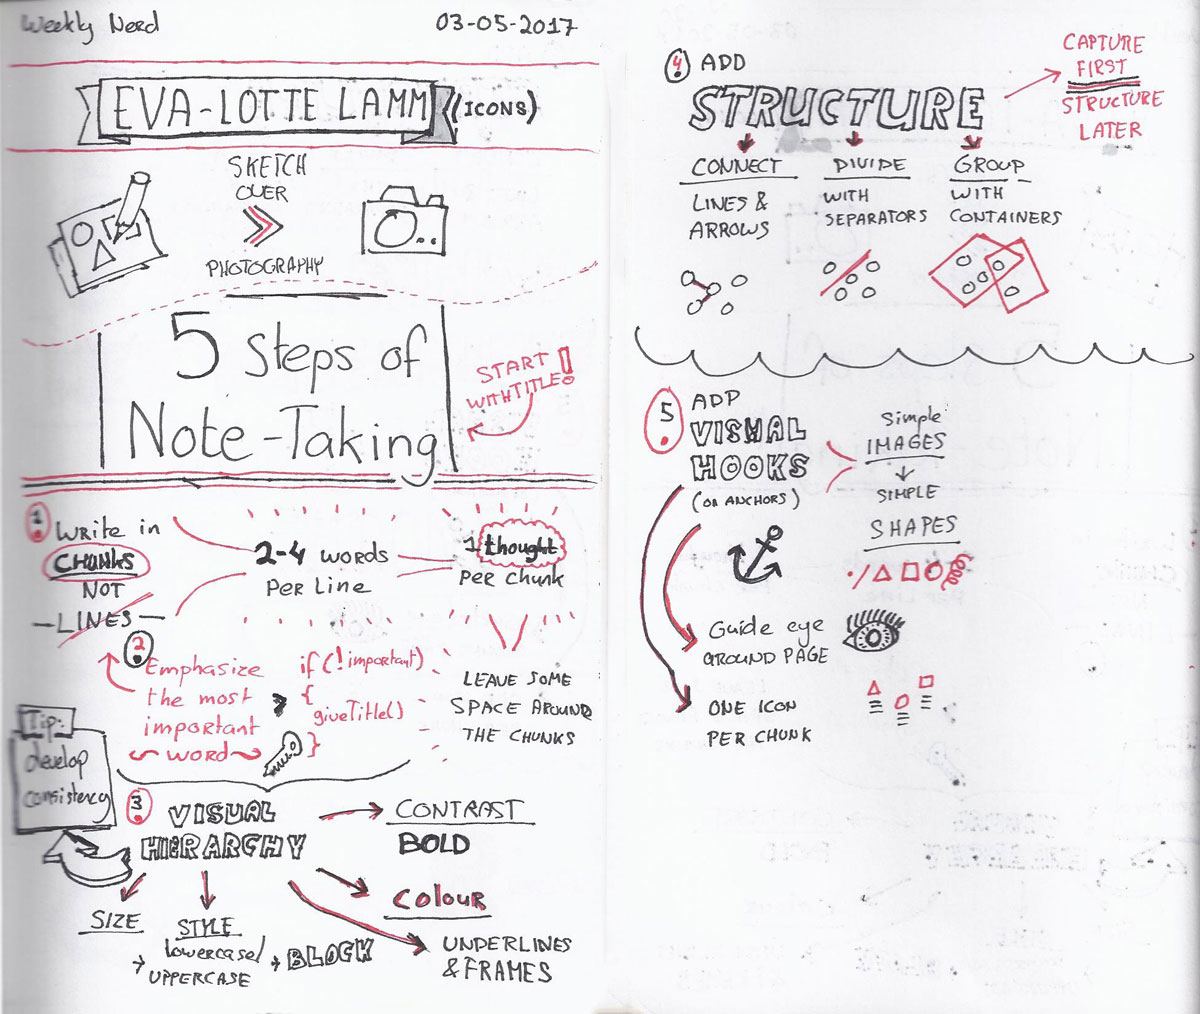 Weekly Nerd
03-05-2017
EVA-LOTTE LAMM
(ICONS)
SKETCH
OVER
PHOTOGRAPHY
5 Steps of
Note-Taking
START
WITH TITLE!
1
Write in
CHUNKS
NOT
LINES
2-4 words
Per Line
1 thought
per chunk
LEAVE SOME
SPACE AROUND
THE CHUNKS
2
Emphasize
the most
important
word
if (!important)
{
giveTitle()
}
Tip:
develop
consistency
3
VISUAL
HIERARCHY
CONTRAST
BOLD
COLOUR
UNDERLINES
& FRAMES
SIZE
STYLE
lowercase/
UPPERCASE
BLOCK
4 ADD
STRUCTURE
CAPTURE
FIRST
STRUCTURE
LATER
CONNECT
LINES &
ARROWS
DIVIDE
WITH
SEPARATORS
GROUP
WITH
CONTAINERS
5 ADD
VISUAL
HOOKS
(OR ANCHORS)
Simple
IMAGES
SIMPLE
SHAPES
Guide eye
AROUND PAGE
ONE ICON
PER CHUNK